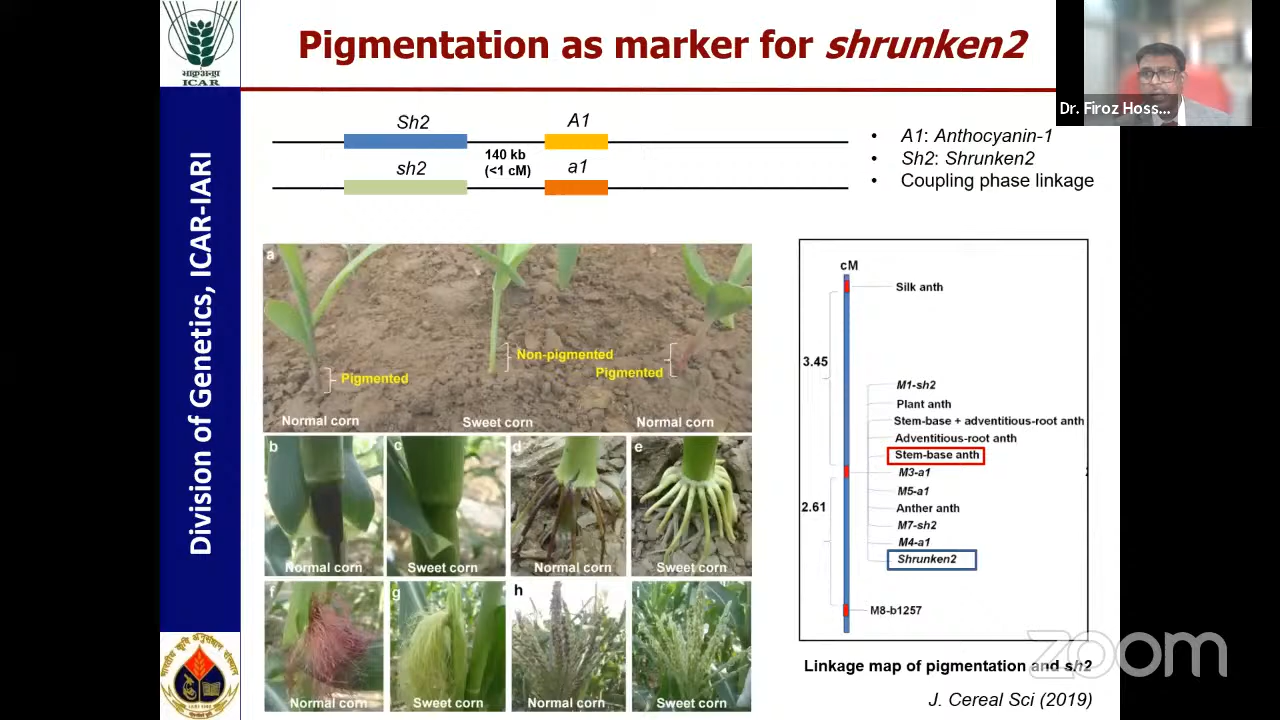 भाकृअनुप
ICAR
Pigmentation as marker for shrunken2
Dr. Firoz Hoss...
Division of Genetics, ICAR-IARI
Sh2
A1
140 kb
(<1 cM)
sh2
a1
• A1: Anthocyanin-1
• Sh2: Shrunken2
• Coupling phase linkage
a
Pigmented
Non-pigmented
Pigmented
Normal corn
Sweet corn
Normal corn
b
c
d
e
Normal corn
Sweet corn
Normal corn
Sweet corn
f
g
h
i
Normal corn
Sweet corn
Normal corn
Sweet corn
cM
Silk anth
3.45
M1-sh2
Plant anth
Stem-base + adventitious-root anth
Adventitious-root anth
Stem-base anth
M3-a1
M5-a1
2.61
Anther anth
M7-sh2
M4-a1
Shrunken2
M8-b1257
zoom
Linkage map of pigmentation and sh2
J. Cereal Sci (2019)
भारतीय कृषि अनुसंधान संस्थान